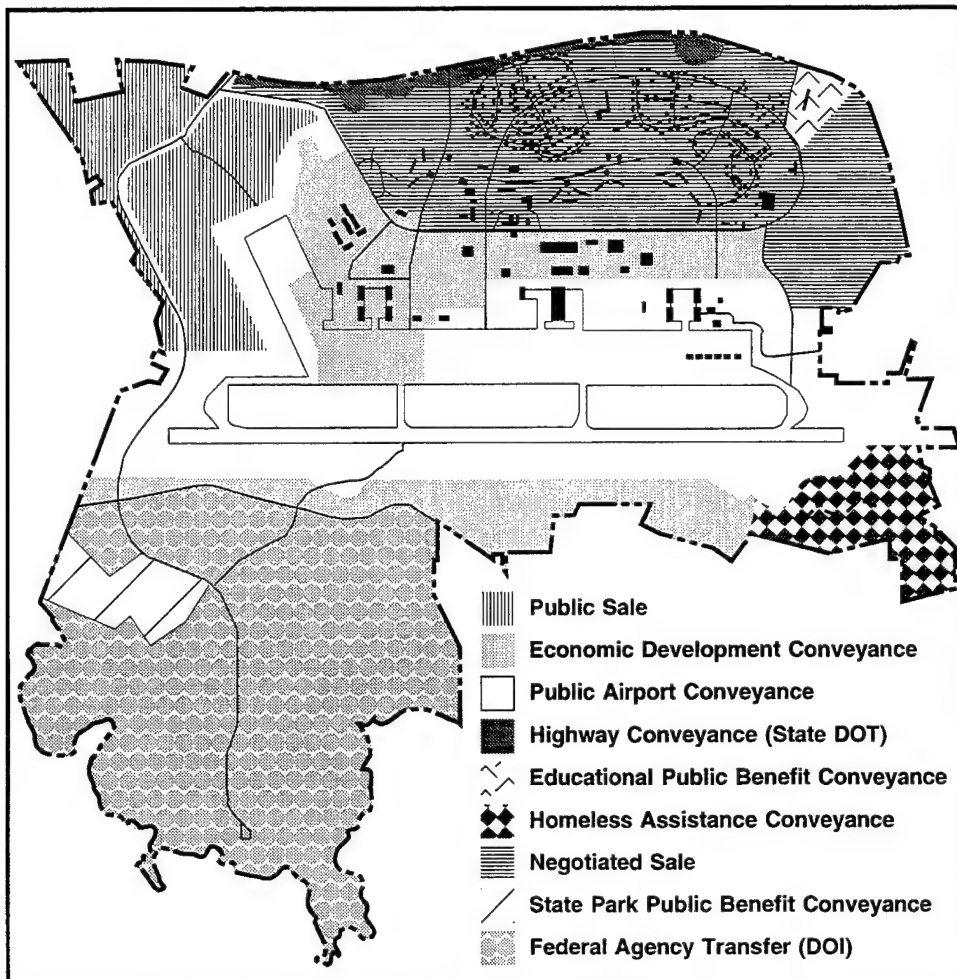 Public Sale
Economic Development Conveyance
Public Airport Conveyance
Highway Conveyance (State DOT)
Educational Public Benefit Conveyance
Homeless Assistance Conveyance
Negotiated Sale
State Park Public Benefit Conveyance
Federal Agency Transfer (DOI)